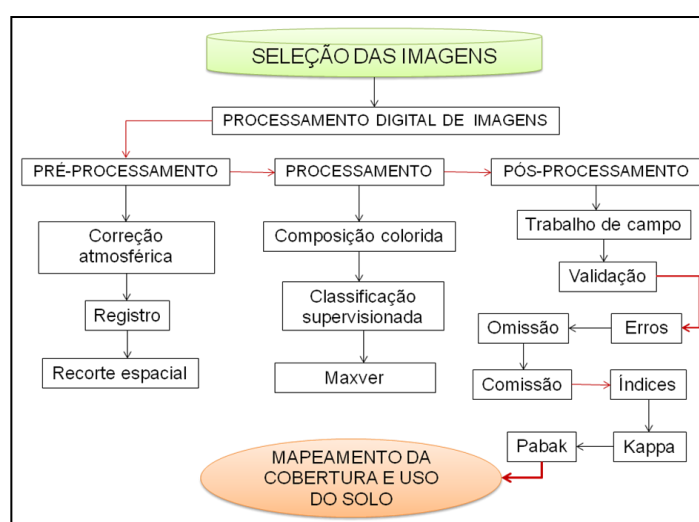 SELEÇÃO DAS IMAGENS
PROCESSAMENTO DIGITAL DE IMAGENS
PRÉ-PROCESSAMENTO
PROCESSAMENTO
PÓS-PROCESSAMENTO
Correção
atmosférica
Registro
Recorte espacial
Composição colorida
Classificação
supervisionada
Maxver
Trabalho de campo
Validação
Erros
Omissão
Comissão
Índices
Kappa
Pabak
MAPEAMENTO DA
COBERTURA E USO
DO SOLO